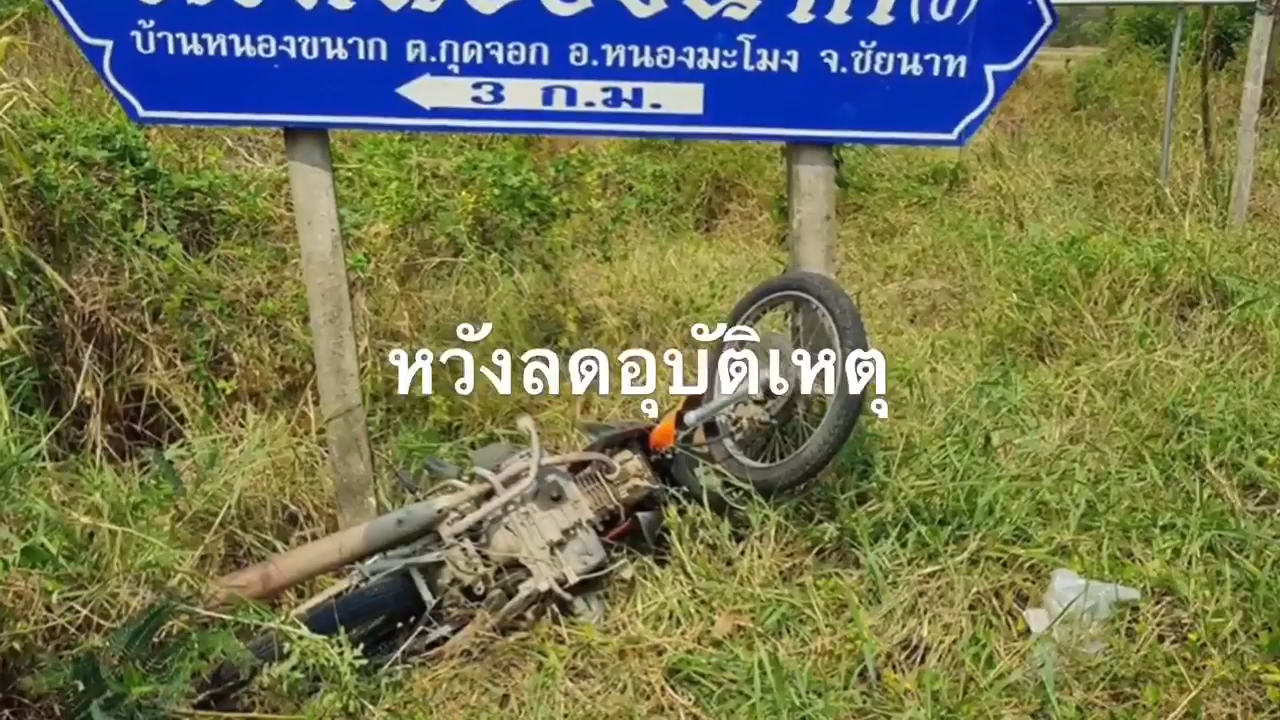 บ้านหนองขนาก ต.กุดจอก อ.หนองมะโมง จ.ชัยนาท
3 ก.ม.
หวังลดอุบัติเหตุ